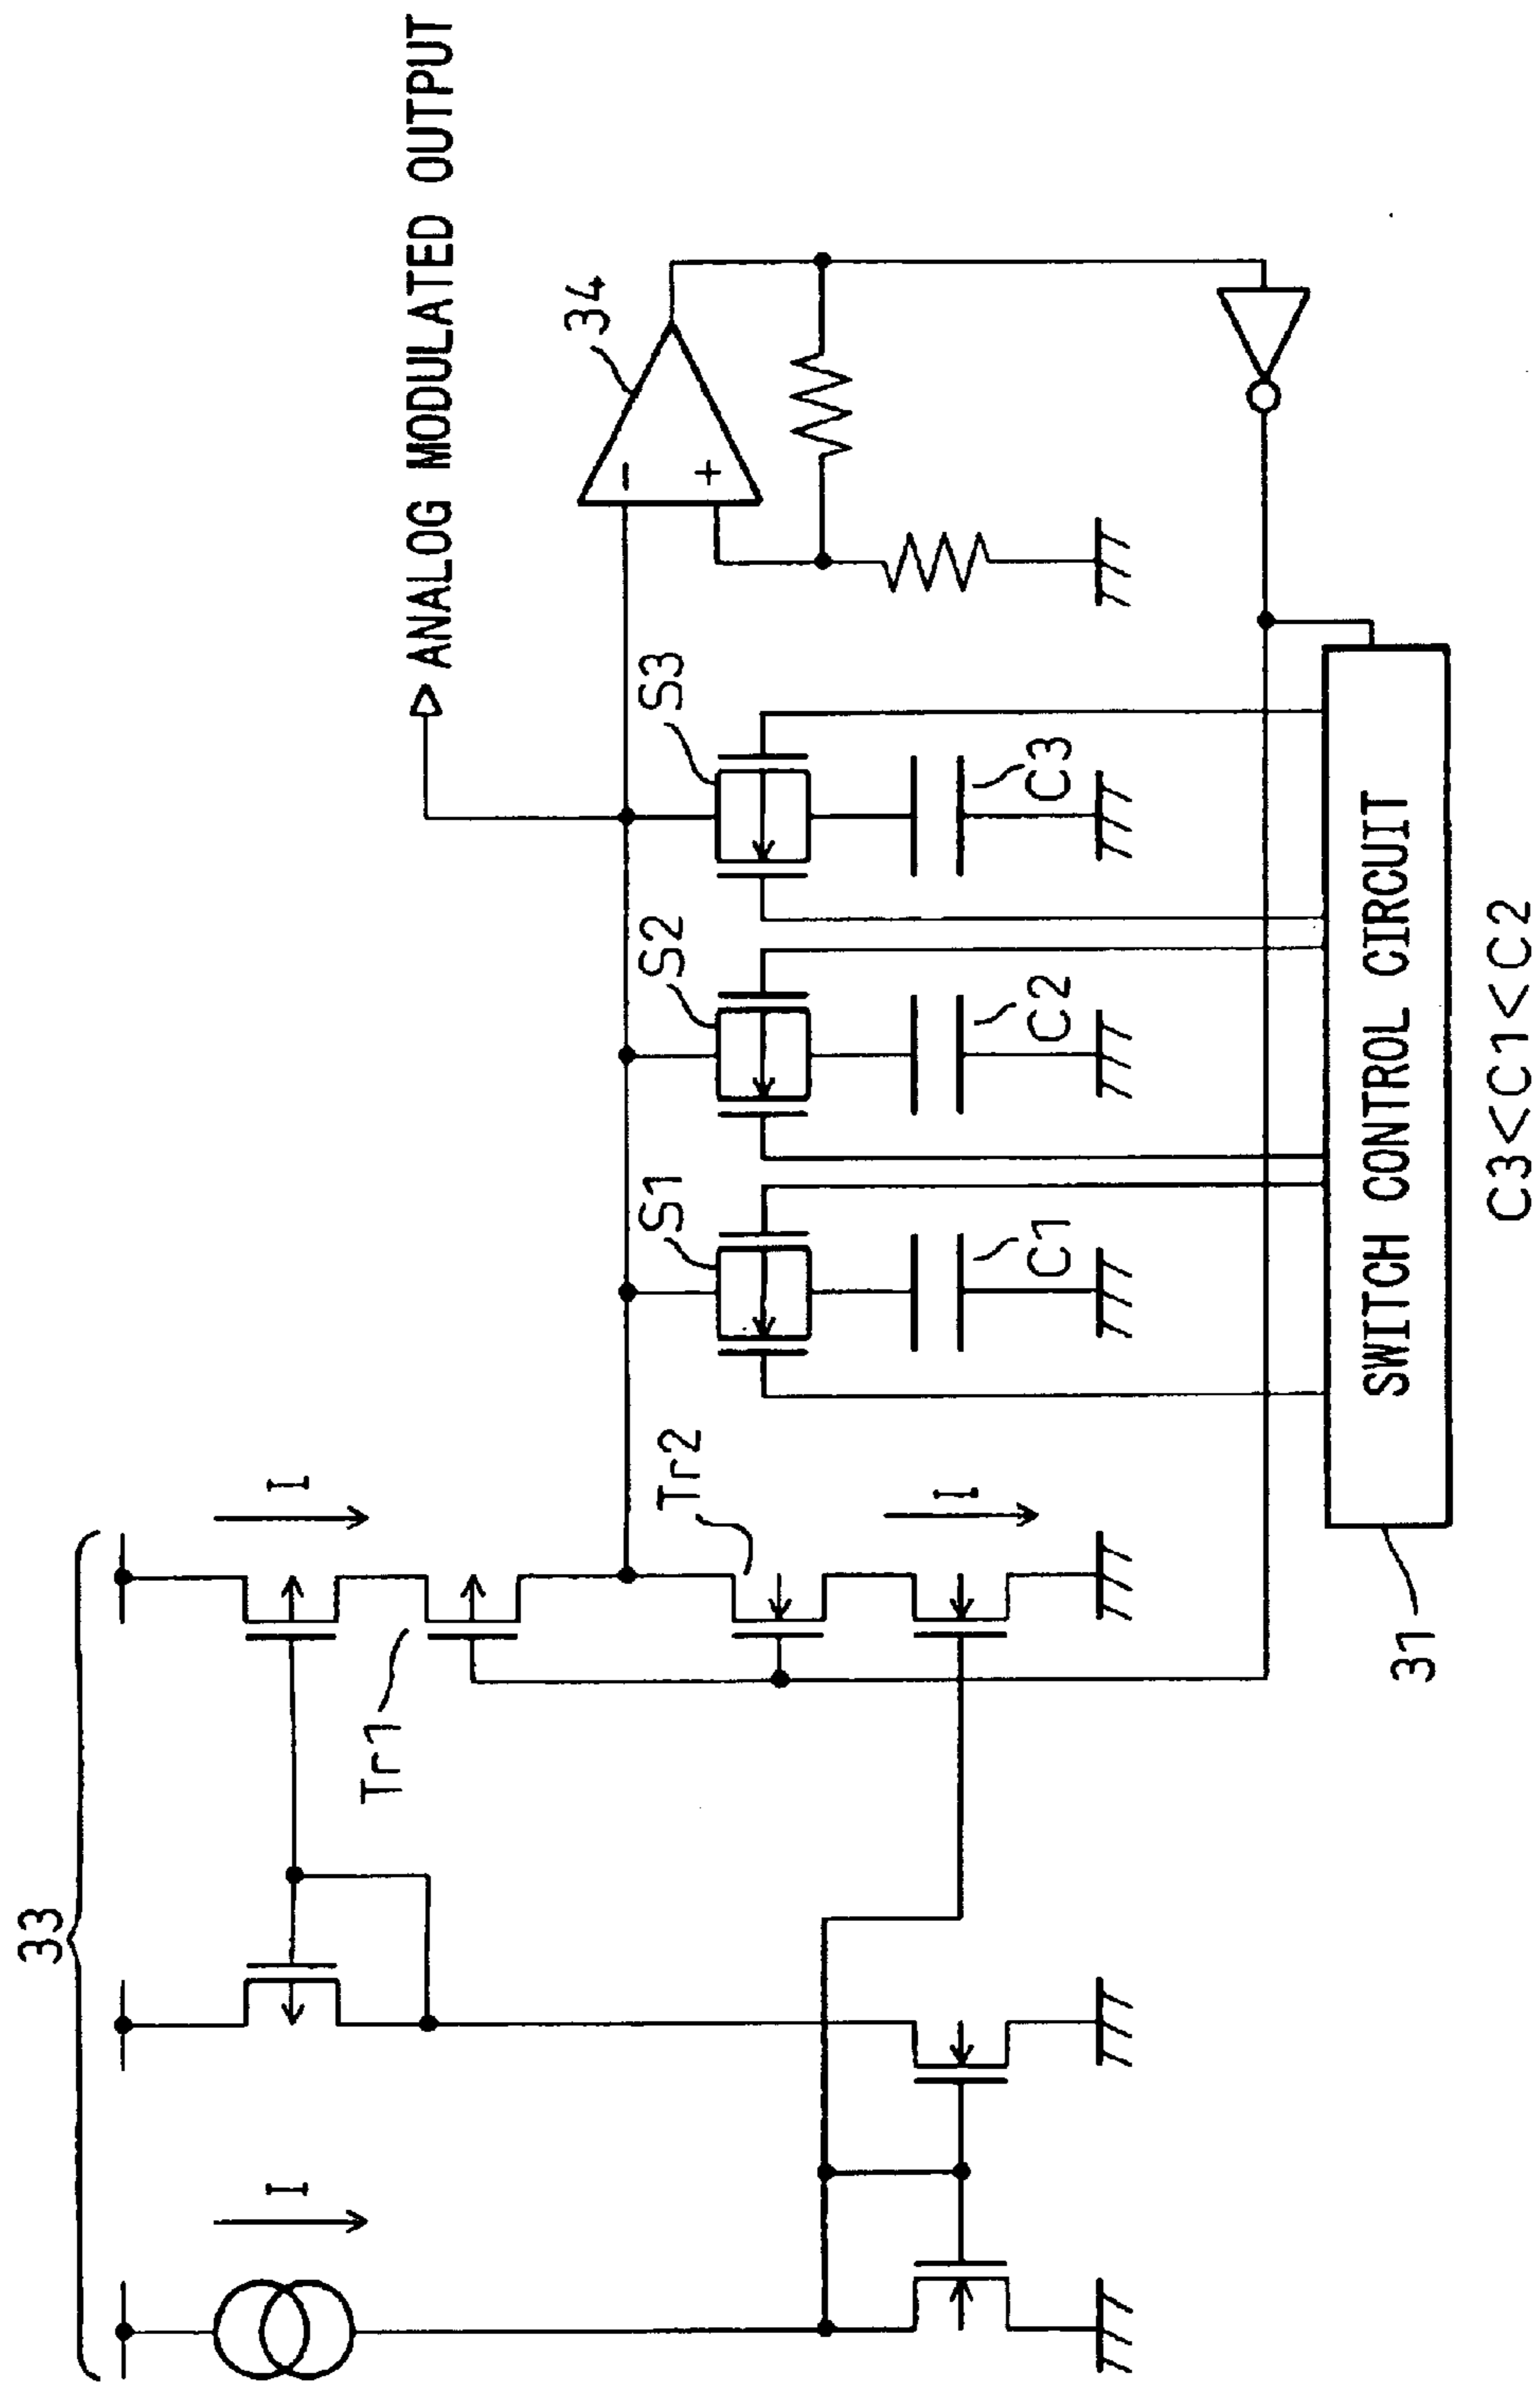 33
I
I
Tr1
Tr2
I
ANALOG MODULATED OUTPUT
34
-
+
S1
S2
S3
C1
C2
C3
SWITCH CONTROL CIRCUIT
31
C3<C1<C2